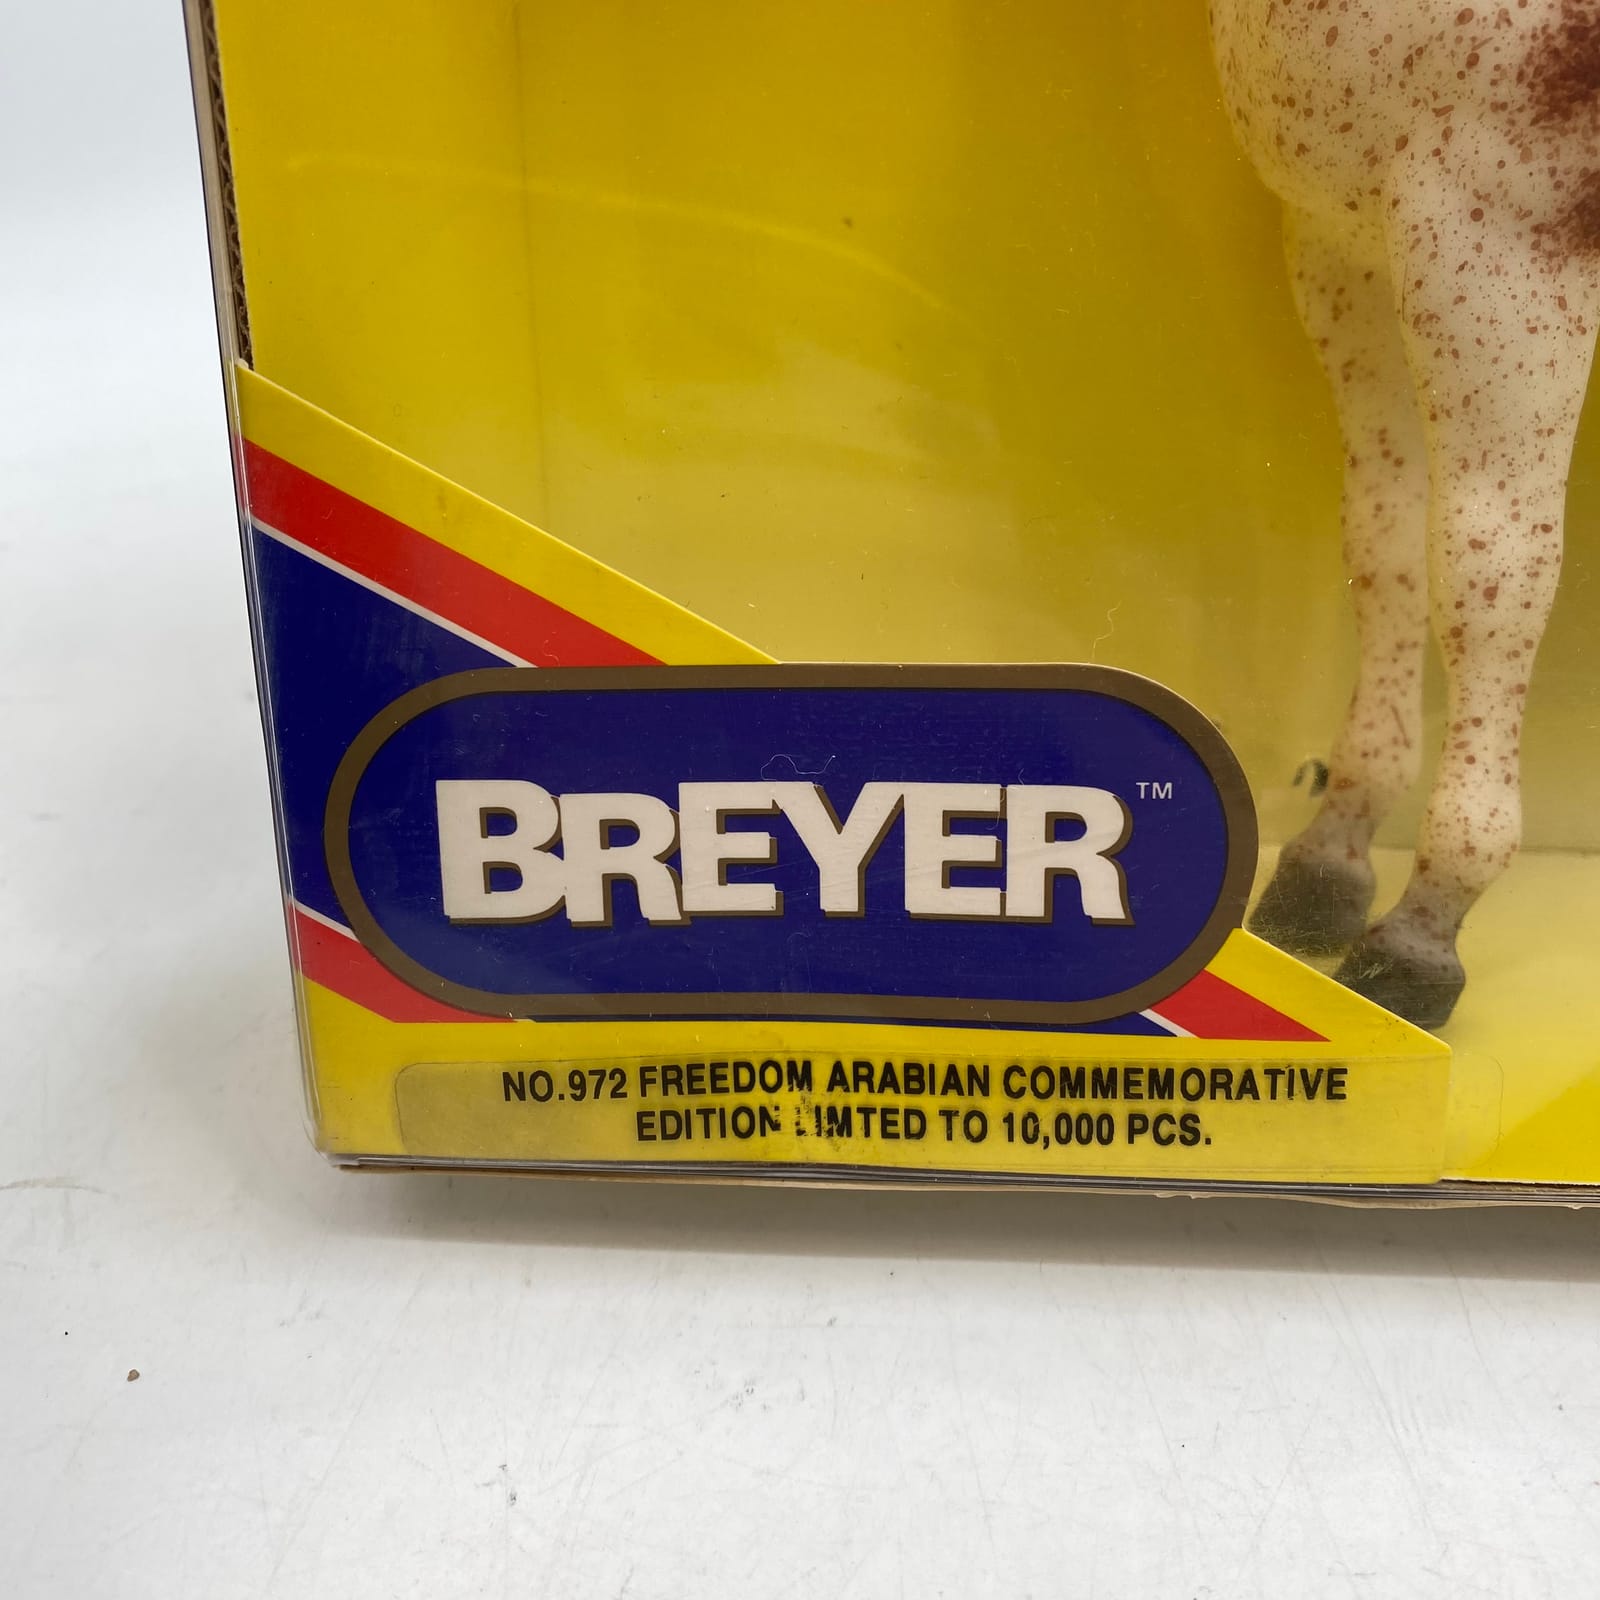 BREYER™
NO.972 FREEDOM ARABIAN COMMEMORATIVE
EDITION LIMTED TO 10,000 PCS.